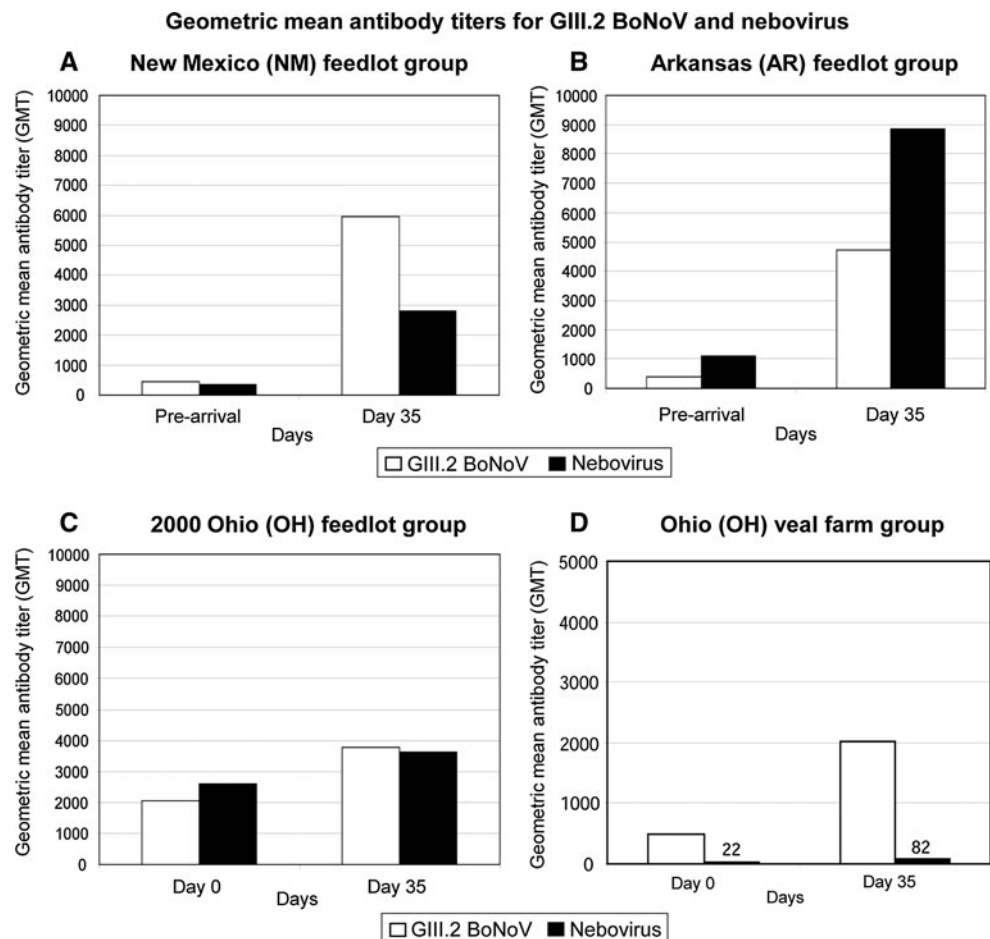 Geometric mean antibody titers for GIII.2 BoNoV and nebovirus
A New Mexico (NM) feedlot group
Geometric mean antibody titer (GMT)
10000
9000
8000
7000
6000
5000
4000
3000
2000
1000
0
Pre-arrival Day 35
Days
B Arkansas (AR) feedlot group
Geometric mean antibody titer (GMT)
10000
9000
8000
7000
6000
5000
4000
3000
2000
1000
0
Pre-arrival Day 35
Days
GIII.2 BoNoV Nebovirus
C 2000 Ohio (OH) feedlot group
Geometric mean antibody titer (GMT)
10000
9000
8000
7000
6000
5000
4000
3000
2000
1000
0
Day 0 Day 35
Days
D Ohio (OH) veal farm group
Geometric mean antibody titer (GMT)
5000
4000
3000
2000
1000
0
22 82
Day 0 Day 35
Days
GIII.2 BoNoV Nebovirus